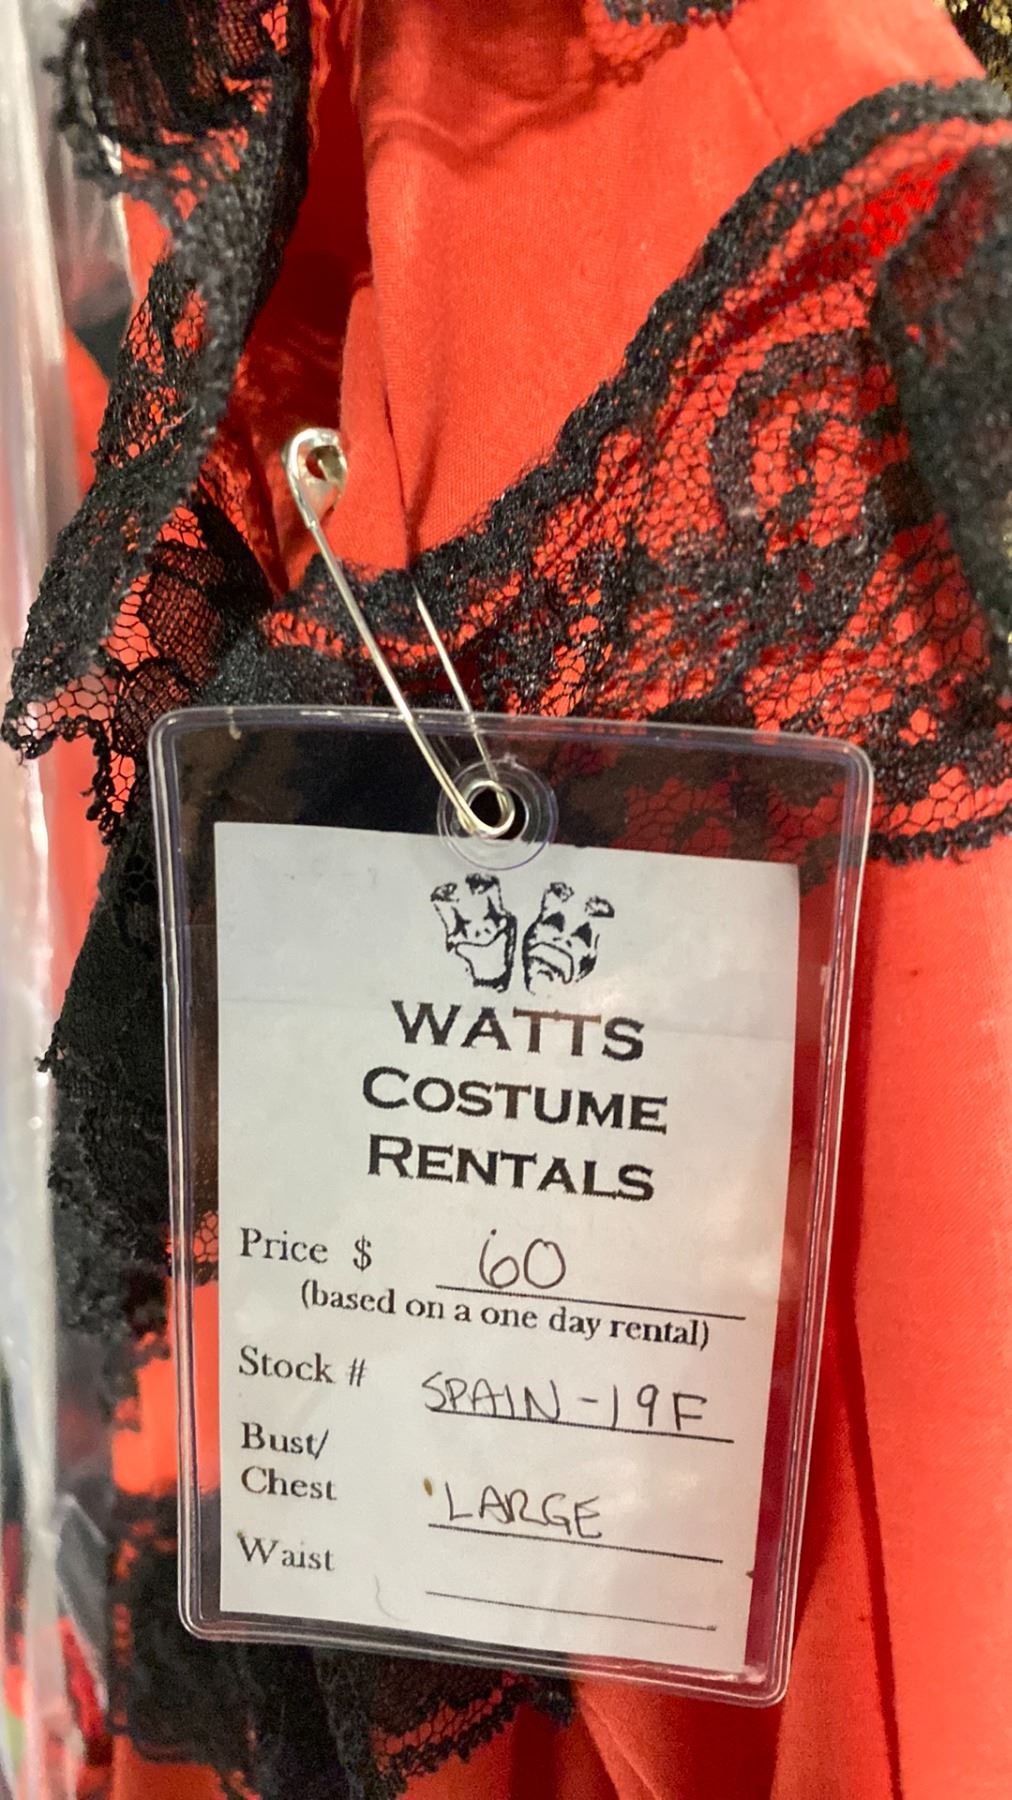 WATTS
COSTUME
RENTALS
Price $ 60
(based on a one day rental)
Stock # SPAIN-19F
Bust/
Chest LARGE
Waist